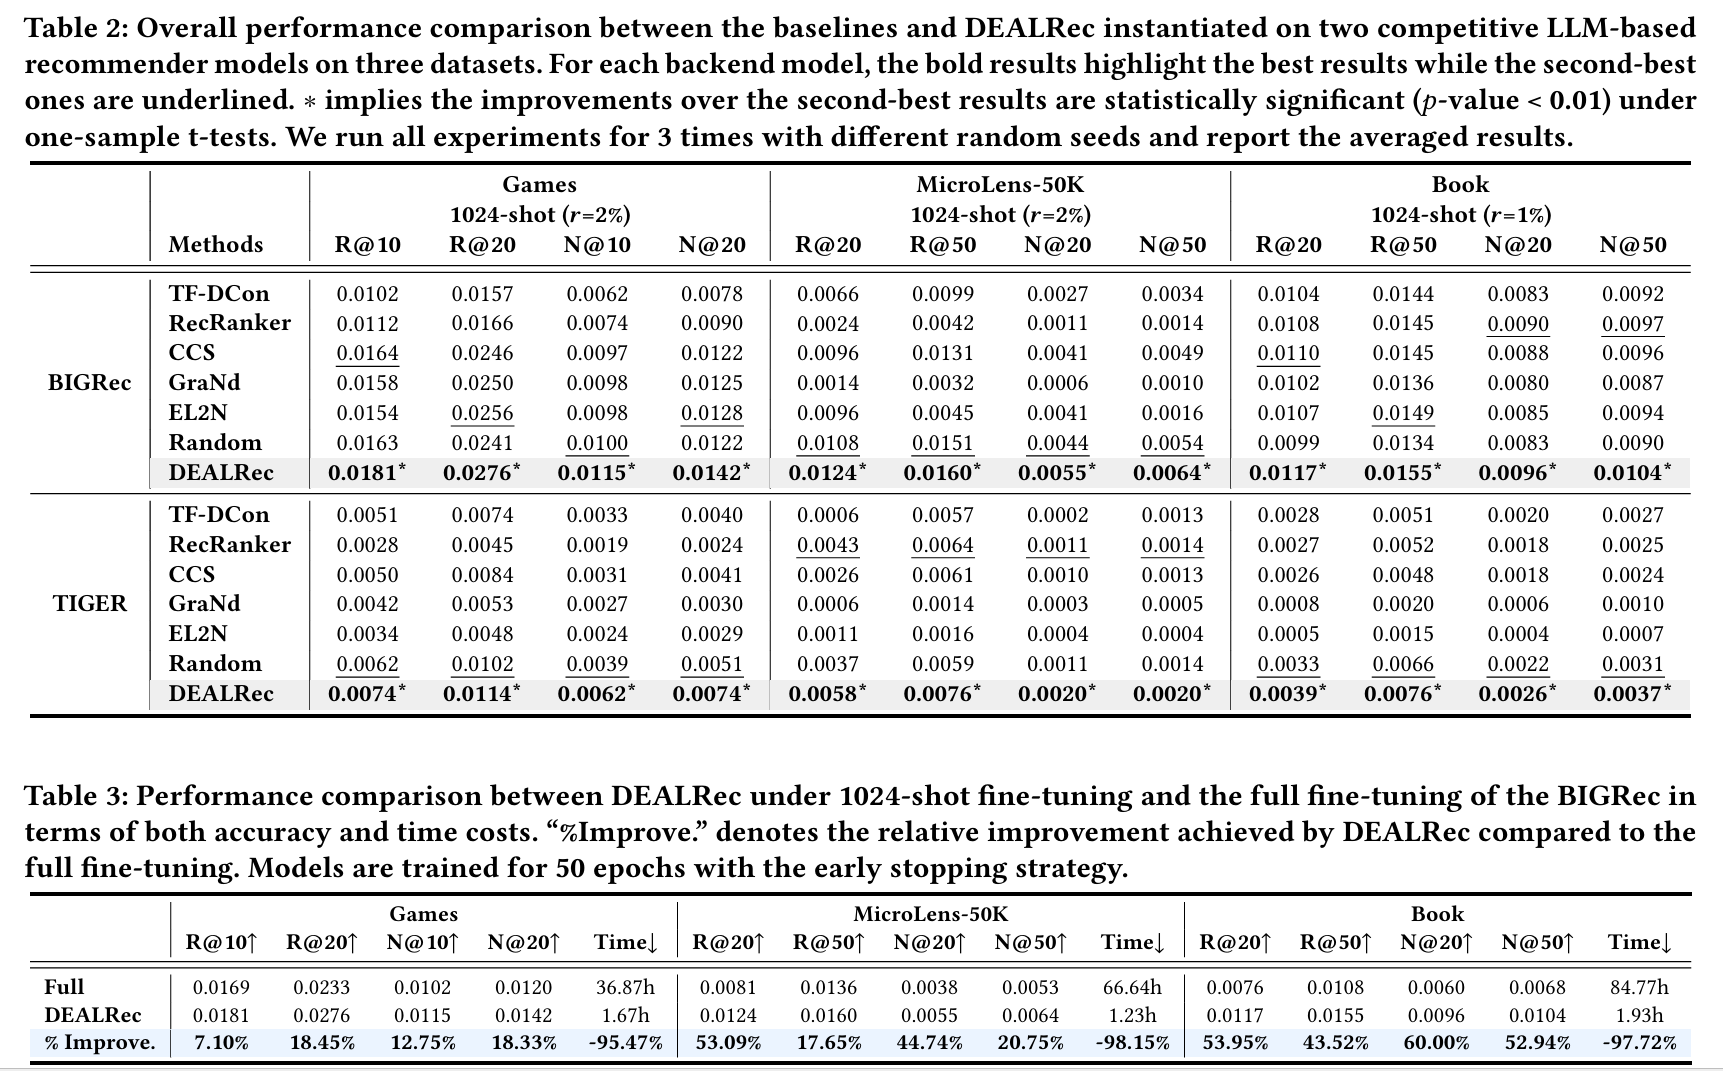 Table 2: Overall performance comparison between the baselines and DEALRec instantiated on two competitive LLM-based
recommender models on three datasets. For each backend model, the bold results highlight the best results while the second-best
ones are underlined. ∗ implies the improvements over the second-best results are statistically significant (p-value < 0.01) under
one-sample t-tests. We run all experiments for 3 times with different random seeds and report the averaged results.
Games MicroLens-50K Book
1024-shot (r=2%) 1024-shot (r=2%) 1024-shot (r=1%)
Methods R@10 R@20 N@10 N@20 R@20 R@50 N@20 N@50 R@20 R@50 N@20 N@50
TF-DCon 0.0102 0.0157 0.0062 0.0078 0.0066 0.0099 0.0027 0.0034 0.0104 0.0144 0.0083 0.0092
RecRanker 0.0112 0.0166 0.0074 0.0090 0.0024 0.0042 0.0011 0.0014 0.0108 0.0145 0.0090 0.0097
CCS 0.0164 0.0246 0.0097 0.0122 0.0096 0.0131 0.0041 0.0049 0.0110 0.0145 0.0088 0.0096
BIGRec GraNd 0.0158 0.0250 0.0098 0.0125 0.0014 0.0032 0.0006 0.0010 0.0102 0.0136 0.0080 0.0087
EL2N 0.0154 0.0256 0.0098 0.0128 0.0096 0.0045 0.0041 0.0016 0.0107 0.0149 0.0085 0.0094
Random 0.0163 0.0241 0.0100 0.0122 0.0108 0.0151 0.0044 0.0054 0.0099 0.0134 0.0083 0.0090
DEALRec 0.0181* 0.0276* 0.0115* 0.0142* 0.0124* 0.0160* 0.0055* 0.0064* 0.0117* 0.0155* 0.0096* 0.0104*
TF-DCon 0.0051 0.0074 0.0033 0.0040 0.0006 0.0057 0.0002 0.0013 0.0028 0.0051 0.0020 0.0027
RecRanker 0.0028 0.0045 0.0019 0.0024 0.0043 0.0064 0.0011 0.0014 0.0027 0.0052 0.0018 0.0025
CCS 0.0050 0.0084 0.0031 0.0041 0.0026 0.0061 0.0010 0.0013 0.0026 0.0048 0.0018 0.0024
TIGER GraNd 0.0042 0.0053 0.0027 0.0030 0.0006 0.0014 0.0003 0.0005 0.0008 0.0020 0.0006 0.0010
EL2N 0.0034 0.0048 0.0024 0.0029 0.0011 0.0016 0.0004 0.0004 0.0005 0.0015 0.0004 0.0007
Random 0.0062 0.0102 0.0039 0.0051 0.0037 0.0059 0.0011 0.0014 0.0033 0.0066 0.0022 0.0031
DEALRec 0.0074* 0.0114* 0.0062* 0.0074* 0.0058* 0.0076* 0.0020* 0.0020* 0.0039* 0.0076* 0.0026* 0.0037*
Table 3: Performance comparison between DEALRec under 1024-shot fine-tuning and the full fine-tuning of the BIGRec in
terms of both accuracy and time costs. “%Improve.” denotes the relative improvement achieved by DEALRec compared to the
full fine-tuning. Models are trained for 50 epochs with the early stopping strategy.
Games MicroLens-50K Book
R@10↑ R@20↑ N@10↑ N@20↑ Time↓ R@20↑ R@50↑ N@20↑ N@50↑ Time↓ R@20↑ R@50↑ N@20↑ N@50↑ Time↓
Full 0.0169 0.0233 0.0102 0.0120 36.87h 0.0081 0.0136 0.0038 0.0053 66.64h 0.0076 0.0108 0.0060 0.0068 84.77h
DEALRec 0.0181 0.0276 0.0115 0.0142 1.67h 0.0124 0.0160 0.0055 0.0064 1.23h 0.0117 0.0155 0.0096 0.0104 1.93h
% Improve. 7.10% 18.45% 12.75% 18.33% -95.47% 53.09% 17.65% 44.74% 20.75% -98.15% 53.95% 43.52% 60.00% 52.94% -97.72%